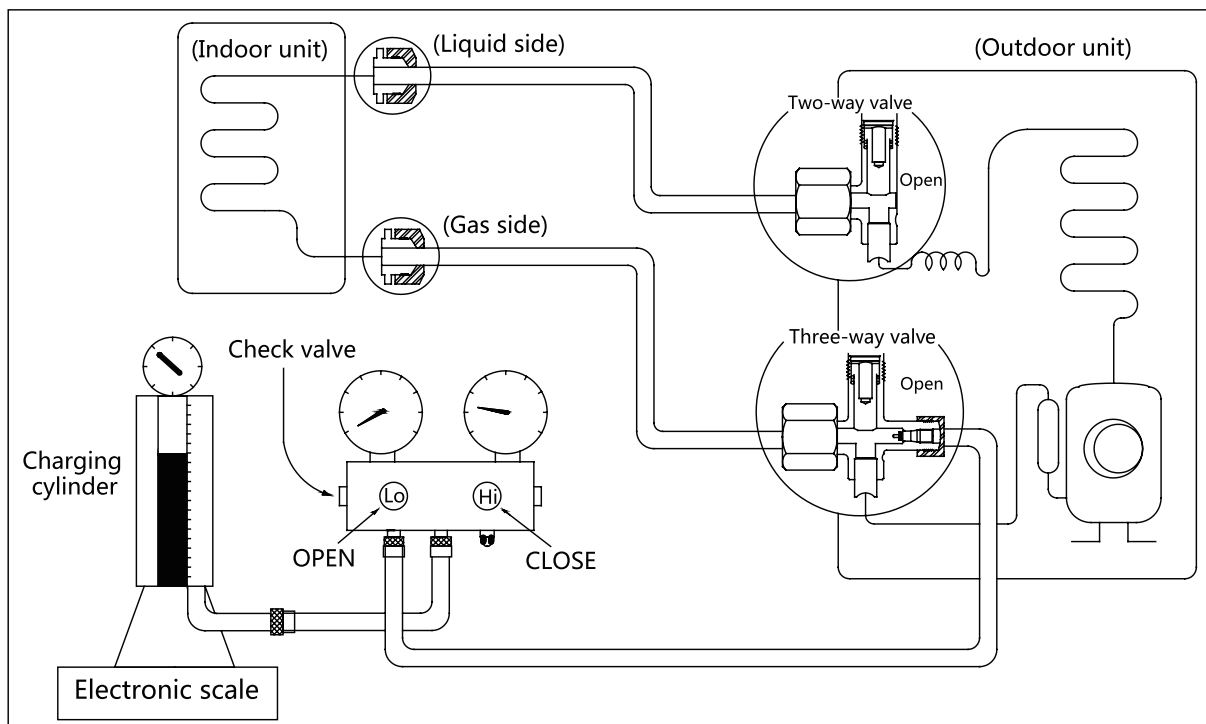 (Indoor unit)
(Liquid side)
(Outdoor unit)
Two-way valve
Open
(Gas side)
Three-way valve
Open
Check valve
Charging
cylinder
Lo
Hi
OPEN
CLOSE
Electronic scale